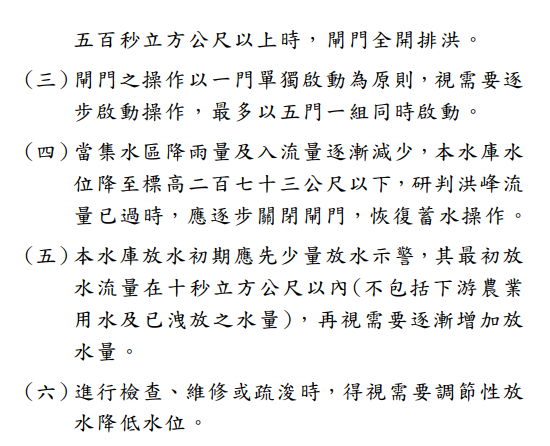 五百秒立方公尺以上時，閘門全開排洪。
(三)閘門之操作以一門單獨啟動為原則，視需要逐
步啟動操作，最多以五門一組同時啟動。
(四)當集水區降雨量及入流量逐漸減少，本水庫水
位降至標高二百七十三公尺以下，研判洪峰流
量已過時，應逐步關閉閘門，恢復蓄水操作。
(五)本水庫放水初期應先少量放水示警，其最初放
水流量在十秒立方公尺以內(不包括下游農業
用水及已洩放之水量)，再視需要逐漸增加放
水量。
(六)進行檢查、維修或疏浚時，得視需要調節性放
水降低水位。